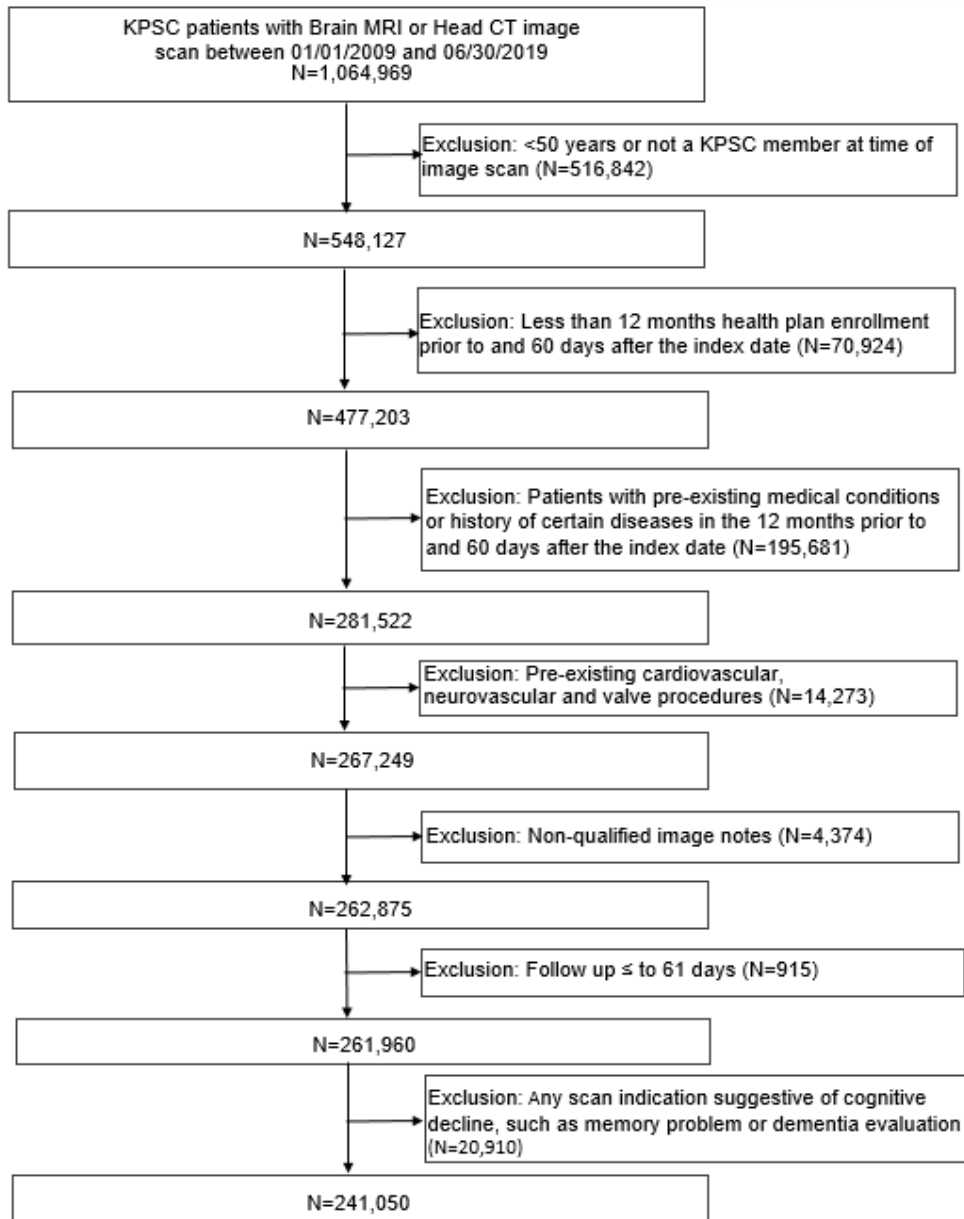 KPSC patients with Brain MRI or Head CT image
scan between 01/01/2009 and 06/30/2019
N=1,064,969
Exclusion: <50 years or not a KPSC member at time of
image scan (N=516,842)
N=548,127
Exclusion: Less than 12 months health plan enrollment
prior to and 60 days after the index date (N=70,924)
N=477,203
Exclusion: Patients with pre-existing medical conditions
or history of certain diseases in the 12 months prior to
and 60 days after the index date (N=195,681)
N=281,522
Exclusion: Pre-existing cardiovascular,
neurovascular and valve procedures (N=14,273)
N=267,249
Exclusion: Non-qualified image notes (N=4,374)
N=262,875
Exclusion: Follow up ≤ to 61 days (N=915)
N=261,960
Exclusion: Any scan indication suggestive of cognitive
decline, such as memory problem or dementia evaluation
(N=20,910)
N=241,050